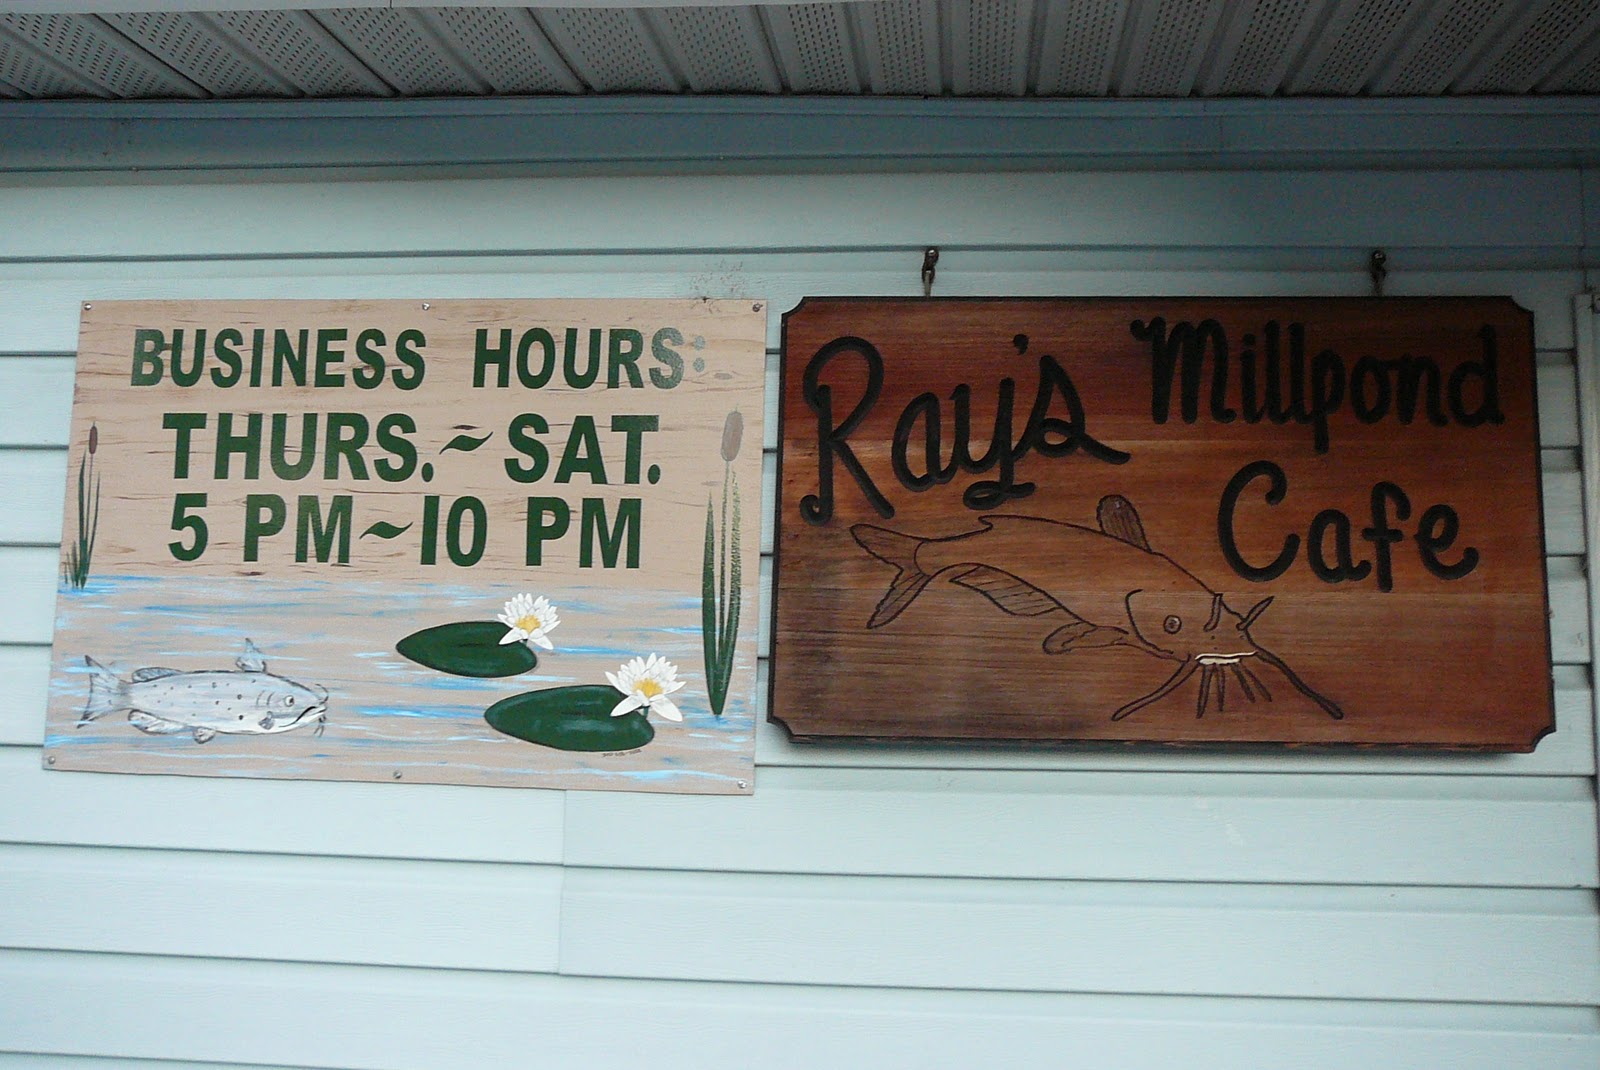 BUSINESS HOURS:
THURS.~SAT.
5 PM~10 PM
Ray's Millpond
Cafe